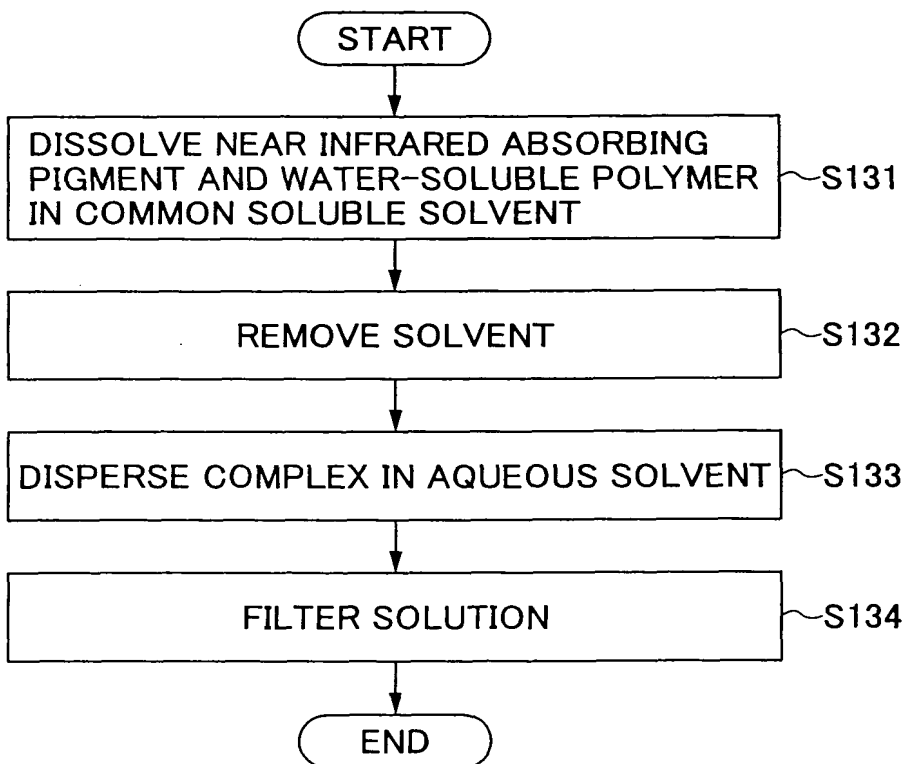 START
DISSOLVE NEAR INFRARED ABSORBING
PIGMENT AND WATER-SOLUBLE POLYMER
IN COMMON SOLUBLE SOLVENT
S131
REMOVE SOLVENT
S132
DISPERSE COMPLEX IN AQUEOUS SOLVENT
S133
FILTER SOLUTION
S134
END